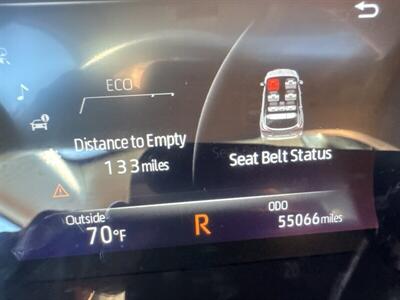 ECO
Distance to Empty
133 miles
Seat Belt Status
Outside
70°F
R
ODO
55066 miles